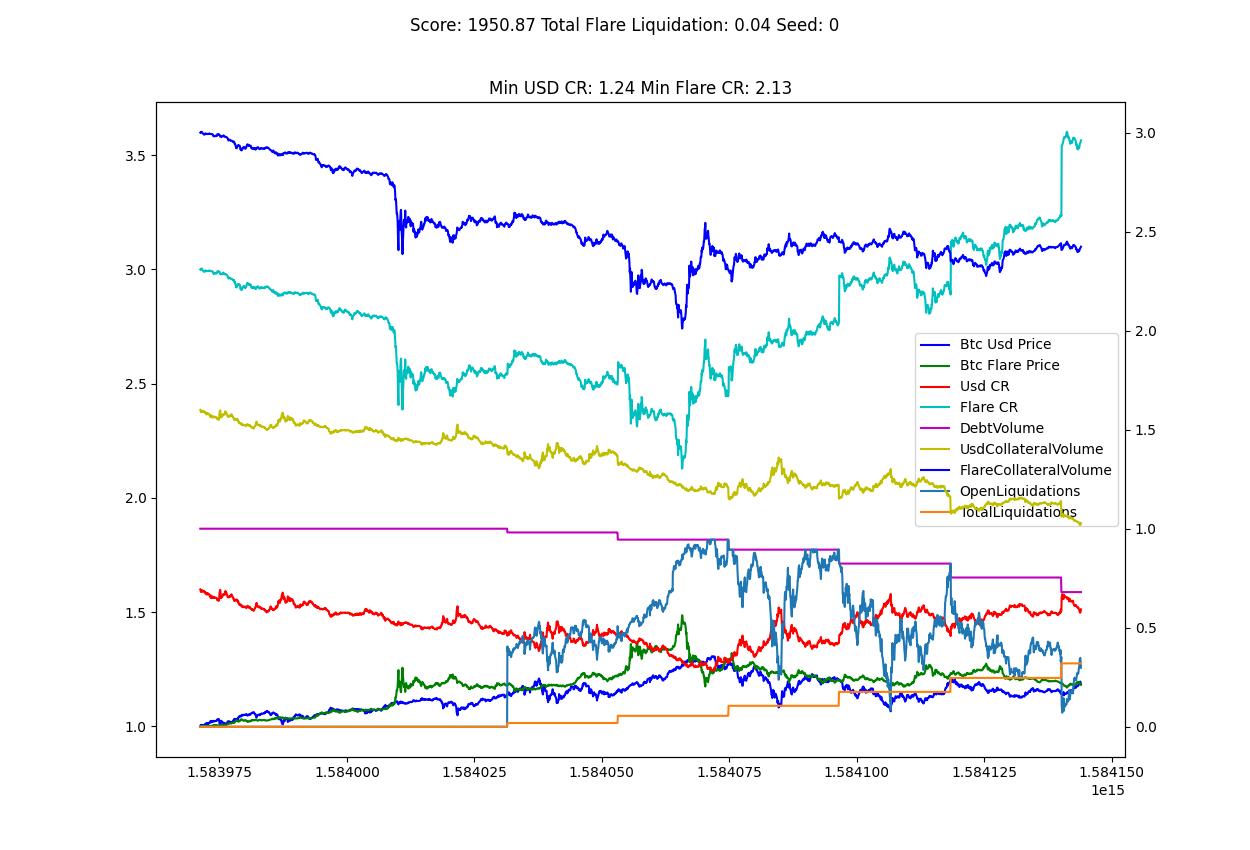 Score: 1950.87 Total Flare Liquidation: 0.04 Seed: 0
Min USD CR: 1.24 Min Flare CR: 2.13
3.5
3.0
2.5
2.0
1.5
1.0
3.0
2.5
2.0
1.5
1.0
0.5
0.0
Btc Usd Price
Btc Flare Price
Usd CR
Flare CR
DebtVolume
UsdCollateralVolume
FlareCollateralVolume
OpenLiquidations
TotalLiquidations
1.583975 1.584000 1.584025 1.584050 1.584075 1.584100 1.584125 1.584150
1e15